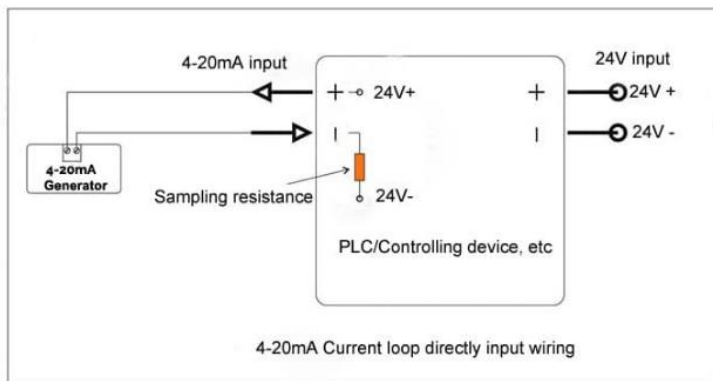 4-20mA input
24V input
+ 24V+
+ 24V +
- 24V -
4-20mA
Generator
Sampling resistance
24V-
PLC/Controlling device, etc
4-20mA Current loop directly input wiring